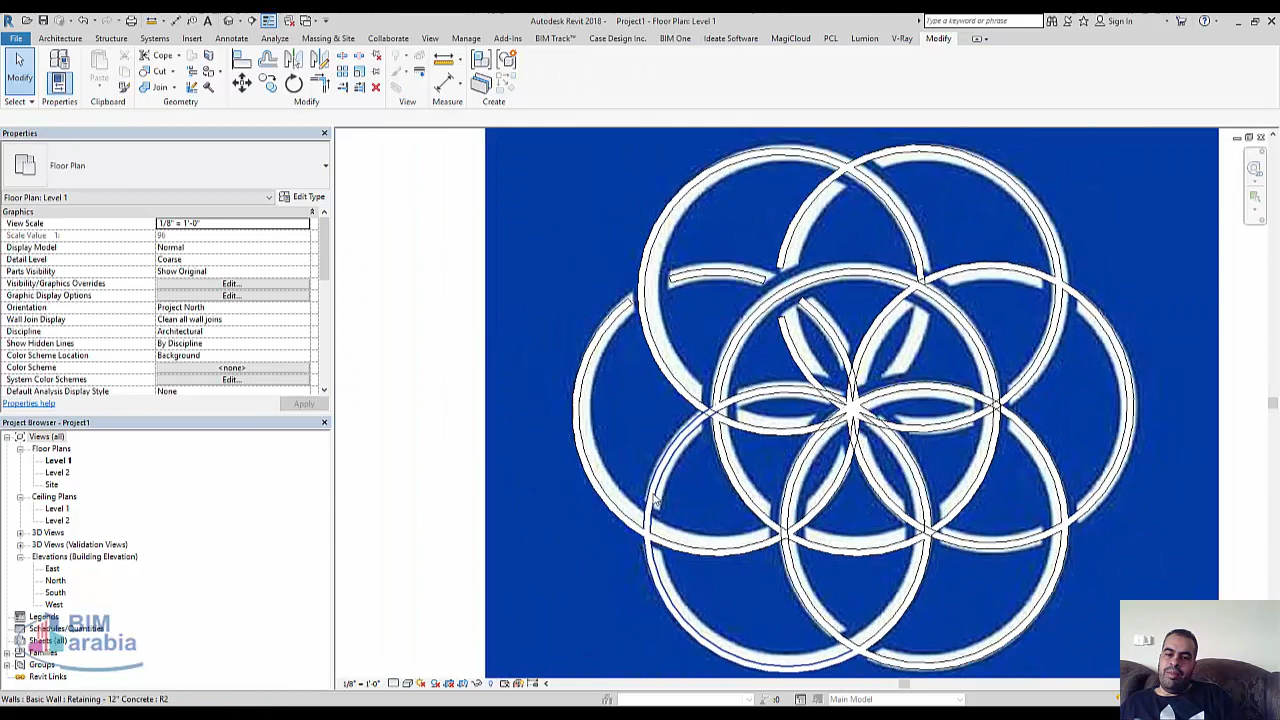 Autodesk Revit 2018 - Project1 - Floor Plan: Level 1
Type a keyword or phrase
Sign In
File Architecture Structure Systems Insert Annotate Analyze Massing & Site Collaborate View Manage Add-Ins BIM Track™ Case Design Inc. BIM One Ideate Software MagiCloud PCL Lumion V-Ray Modify
Modify Properties Paste Cope Cut Join
Select Properties Clipboard Geometry Modify View Measure Create
Properties
Floor Plan
Floor Plan: Level 1 Edit Type
Graphics
View Scale 1/8" = 1'-0"
Scale Value 1: 96
Display Model Normal
Detail Level Coarse
Parts Visibility Show Original
Visibility/Graphics Overrides Edit...
Graphic Display Options Edit...
Orientation Project North
Wall Join Display Clean all wall joins
Discipline Architectural
Show Hidden Lines By Discipline
Color Scheme Location Background
Color Scheme <none>
System Color Schemes Edit...
Default Analysis Display Style None
Properties help Apply
Project Browser - Project1
Views (all)
Floor Plans
Level 1
Level 2
Site
Ceiling Plans
Level 1
Level 2
3D Views
3D Views (Validation Views)
Elevations (Building Elevation)
East
North
South
West
Legends
Schedules/Quantities
Sheets (all)
Families
Groups
Revit Links
BIM
arabia
1/8" = 1'-0"
Walls : Basic Wall : Retaining - 12" Concrete : R2
:0 Main Model